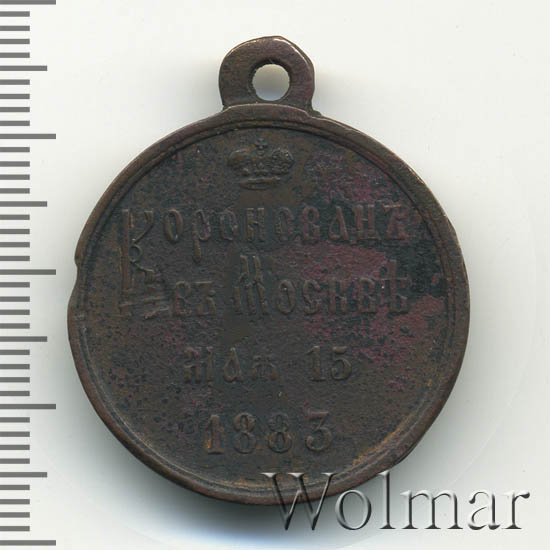 Коронованъ
въ Москвѣ
маѧ 15
1883
Wolmar